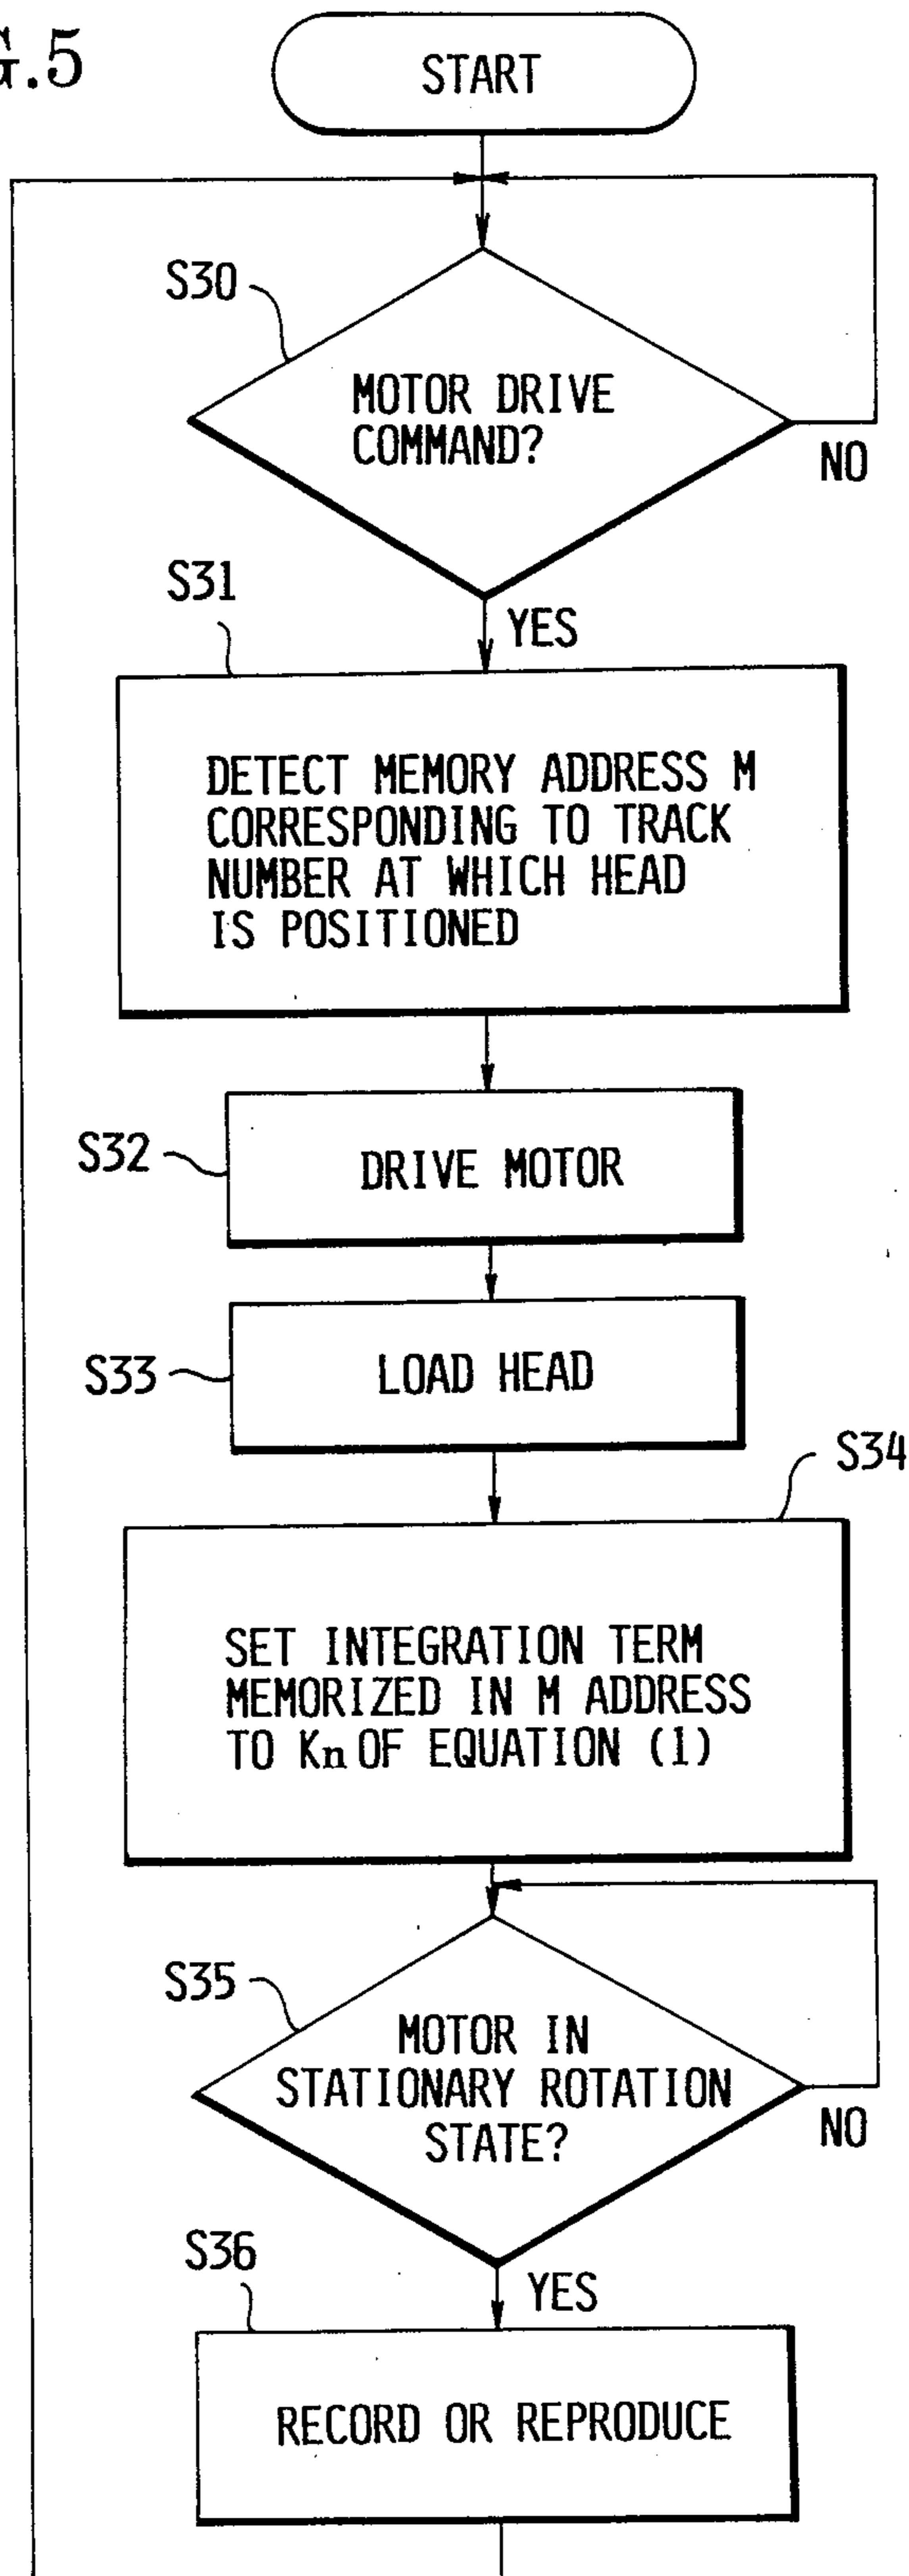 G.5
START
S30
MOTOR DRIVE
COMMAND?
NO
S31
YES
DETECT MEMORY ADDRESS M
CORRESPONDING TO TRACK
NUMBER AT WHICH HEAD
IS POSITIONED
S32
DRIVE MOTOR
S33
LOAD HEAD
S34
SET INTEGRATION TERM
MEMORIZED IN M ADDRESS
TO Kn OF EQUATION (1)
S35
MOTOR IN
STATIONARY ROTATION
STATE?
NO
S36
YES
RECORD OR REPRODUCE